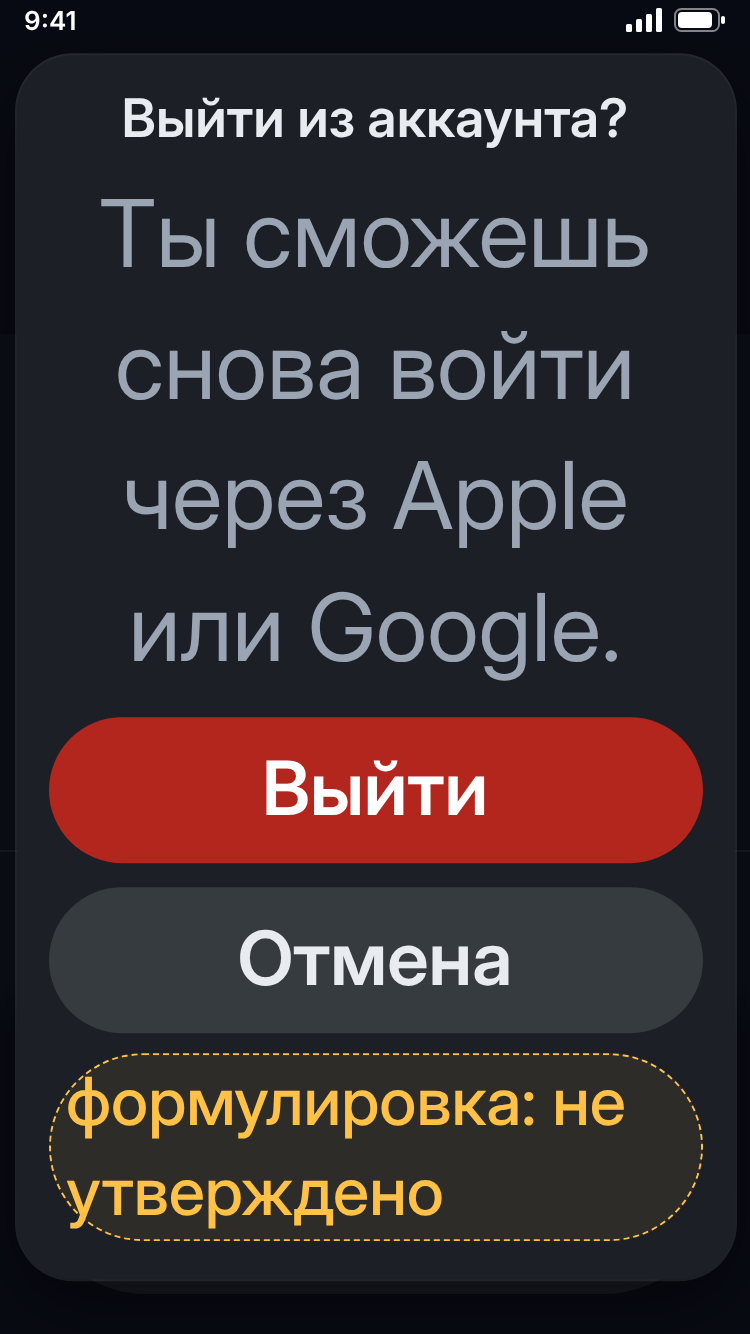 9:41
Выйти из аккаунта?
Ты сможешь
снова войти
через Apple
или Google.
Выйти
Отмена
формулировка: не
утверждено